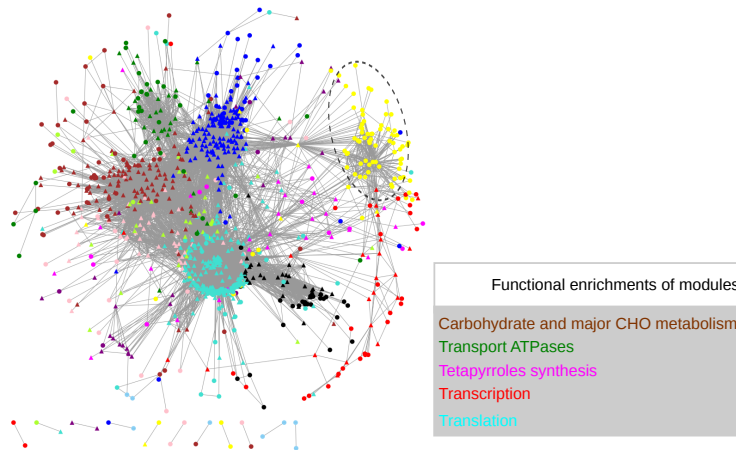 Functional enrichments of modules
Carbohydrate and major CHO metabolism
Transport ATPases
Tetapyrroles synthesis
Transcription
Translation